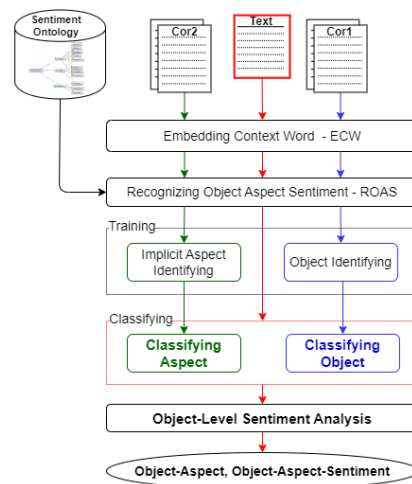 Sentiment
Ontology
Cor2
Text
Cor1
Embedding Context Word - ECW
Recognizing Object Aspect Sentiment - ROAS
Training
Implicit Aspect
Identifying
Object Identifying
Classifying
Classifying
Aspect
Classifying
Object
Object-Level Sentiment Analysis
Object-Aspect, Object-Aspect-Sentiment